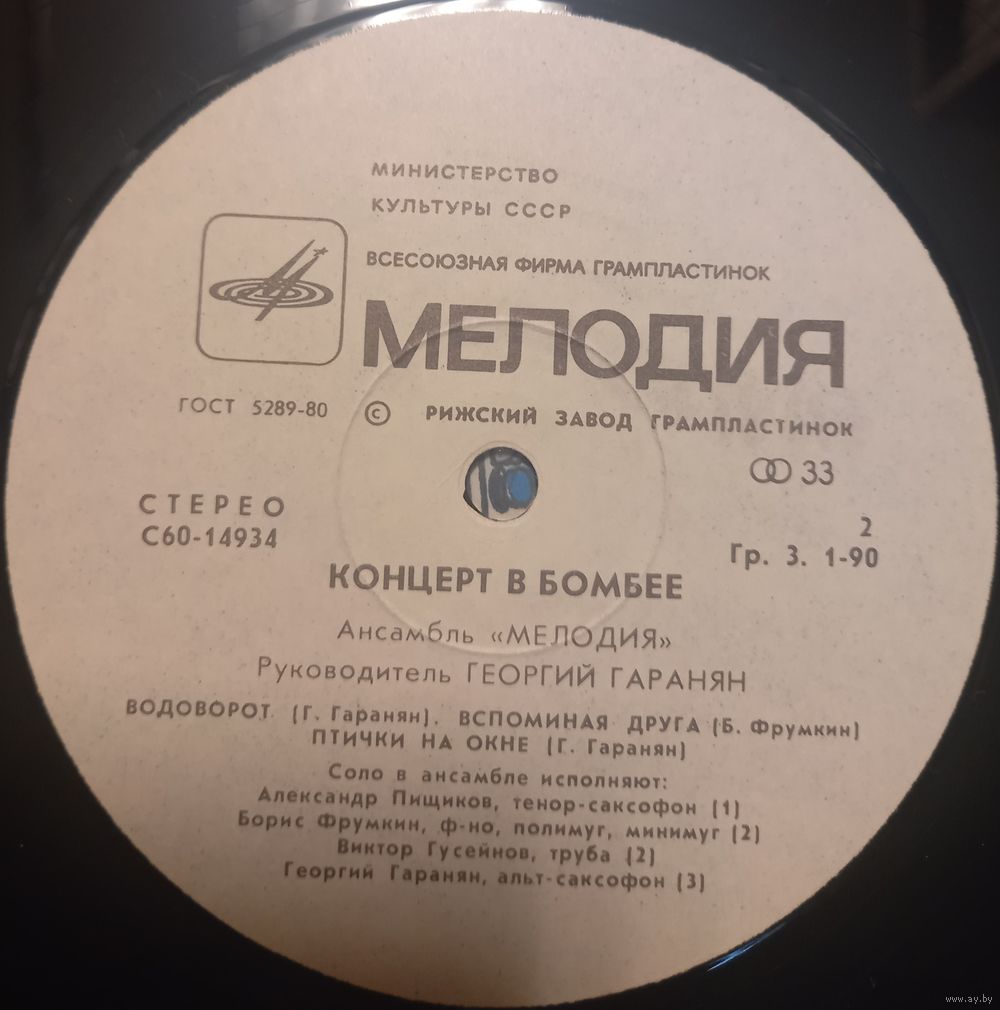 МИНИСТЕРСТВО
КУЛЬТУРЫ СССР
ВСЕСОЮЗНАЯ ФИРМА ГРАМПЛАСТИНОК
МЕЛОДИЯ
ГОСТ 5289-80 © РИЖСКИЙ ЗАВОД ГРАМПЛАСТИНОК
33
СТЕРЕО
2
С60-14934
Гр. 3. 1-90
КОНЦЕРТ В БОМБЕЕ
Ансамбль «МЕЛОДИЯ»
Руководитель ГЕОРГИЙ ГАРАНЯН
ВОДОВОРОТ (Г. Гаранян). ВСПОМИНАЯ ДРУГА (Б. Фрумкин)
ПТИЧКИ НА ОКНЕ (Г. Гаранян)
Соло в ансамбле исполняют:
Александр Пищиков, тенор-саксофон (1)
Борис Фрумкин, ф-но, полимуг, минимуг (2)
Виктор Гусейнов, труба (2)
Георгий Гаранян, альт-саксофон (3)
www.ay.by